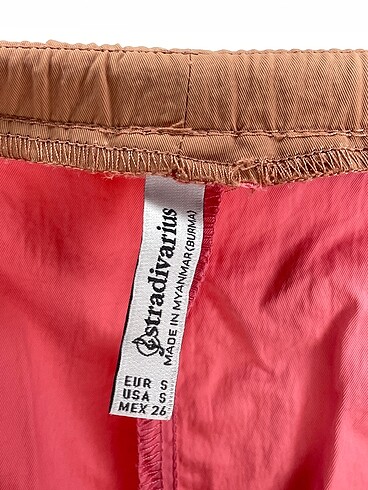 stradivarius
MADE IN MYANMAR(BURMA)
EUR S
USA S
MEX 26